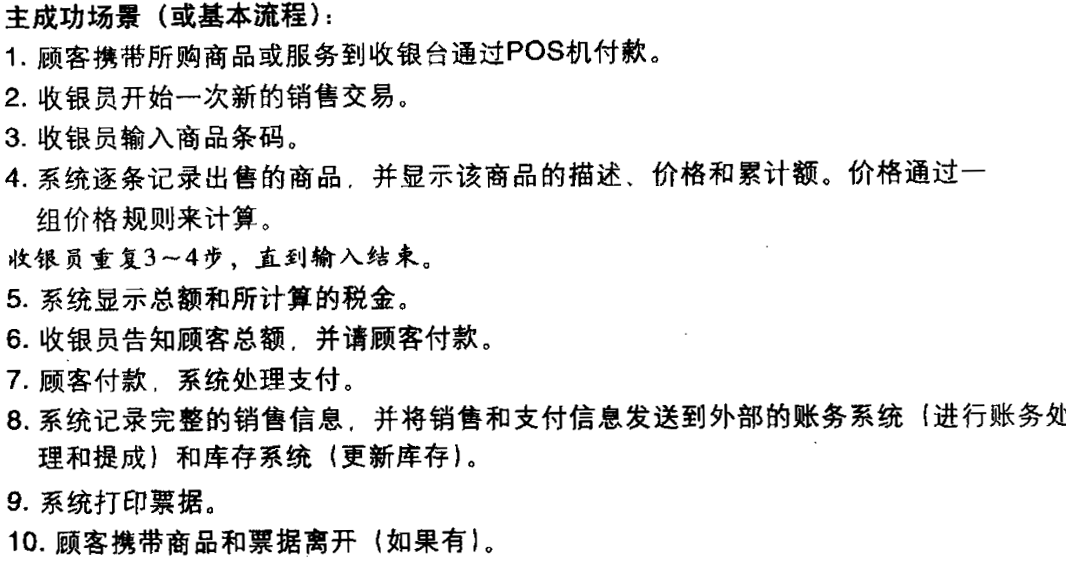 主成功场景（或基本流程）：
1. 顾客携带所购商品或服务到收银台通过POS机付款。
2. 收银员开始一次新的销售交易。
3. 收银员输入商品条码。
4. 系统逐条记录出售的商品，并显示该商品的描述、价格和累计额。价格通过一
组价格规则来计算。
收银员重复3～4步，直到输入结束。
5. 系统显示总额和所计算的税金。
6. 收银员告知顾客总额，并请顾客付款。
7. 顾客付款，系统处理支付。
8. 系统记录完整的销售信息，并将销售和支付信息发送到外部的账务系统（进行账务处
理和提成）和库存系统（更新库存）。
9. 系统打印票据。
10. 顾客携带商品和票据离开（如果有）。